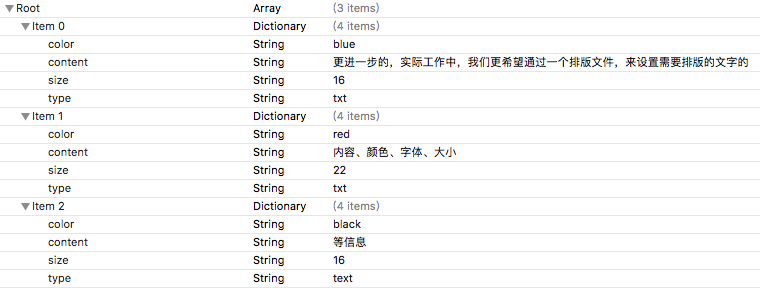 Root Array (3 items)
Item 0 Dictionary (4 items)
color String blue
content String 更进一步的，实际工作中，我们更希望通过一个排版文件，来设置需要排版的文字的
size String 16
type String txt
Item 1 Dictionary (4 items)
color String red
content String 内容、颜色、字体、大小
size String 22
type String txt
Item 2 Dictionary (4 items)
color String black
content String 等信息
size String 16
type String text